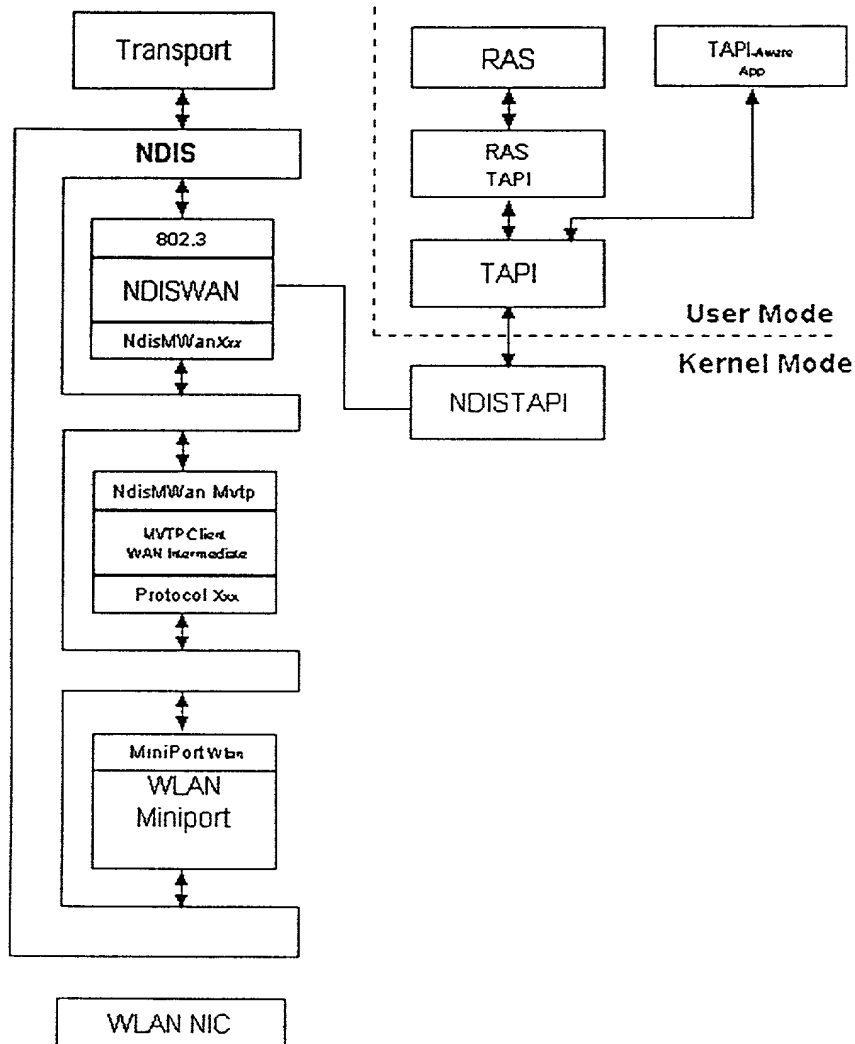 Transport
RAS
TAPI-Aware
App
NDIS
RAS
TAPI
802.3
NDISWAN
NdisMWanXxx
TAPI
User Mode
Kernel Mode
NDISTAPI
NdisMWan Mvtp
MVTP Client
WAN Intermediate
Protocol Xxx
MiniPortWlan
WLAN
Miniport
WLAN NIC